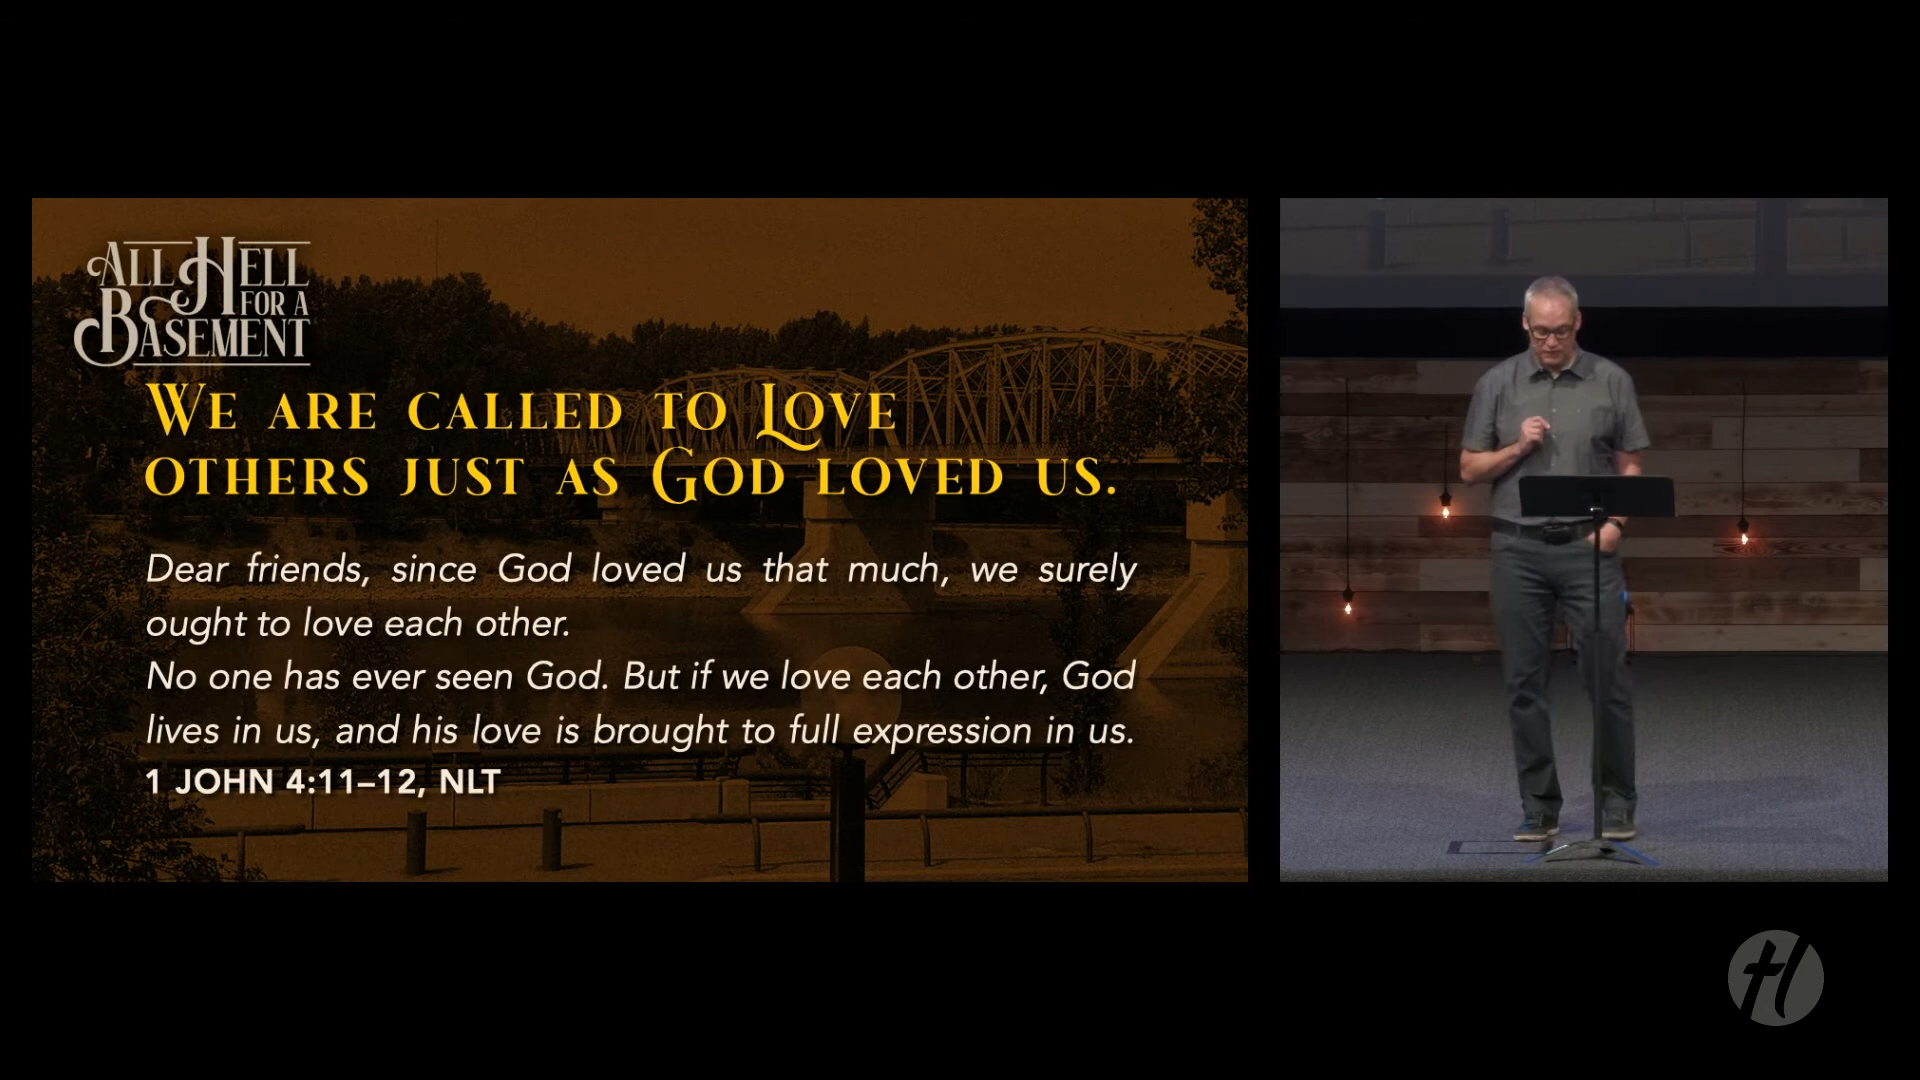 ALL HELL
FOR A
BASEMENT
WE ARE CALLED TO LOVE
OTHERS JUST AS GOD LOVED US.
Dear friends, since God loved us that much, we surely
ought to love each other.
No one has ever seen God. But if we love each other, God
lives in us, and his love is brought to full expression in us.
1 JOHN 4:11–12, NLT